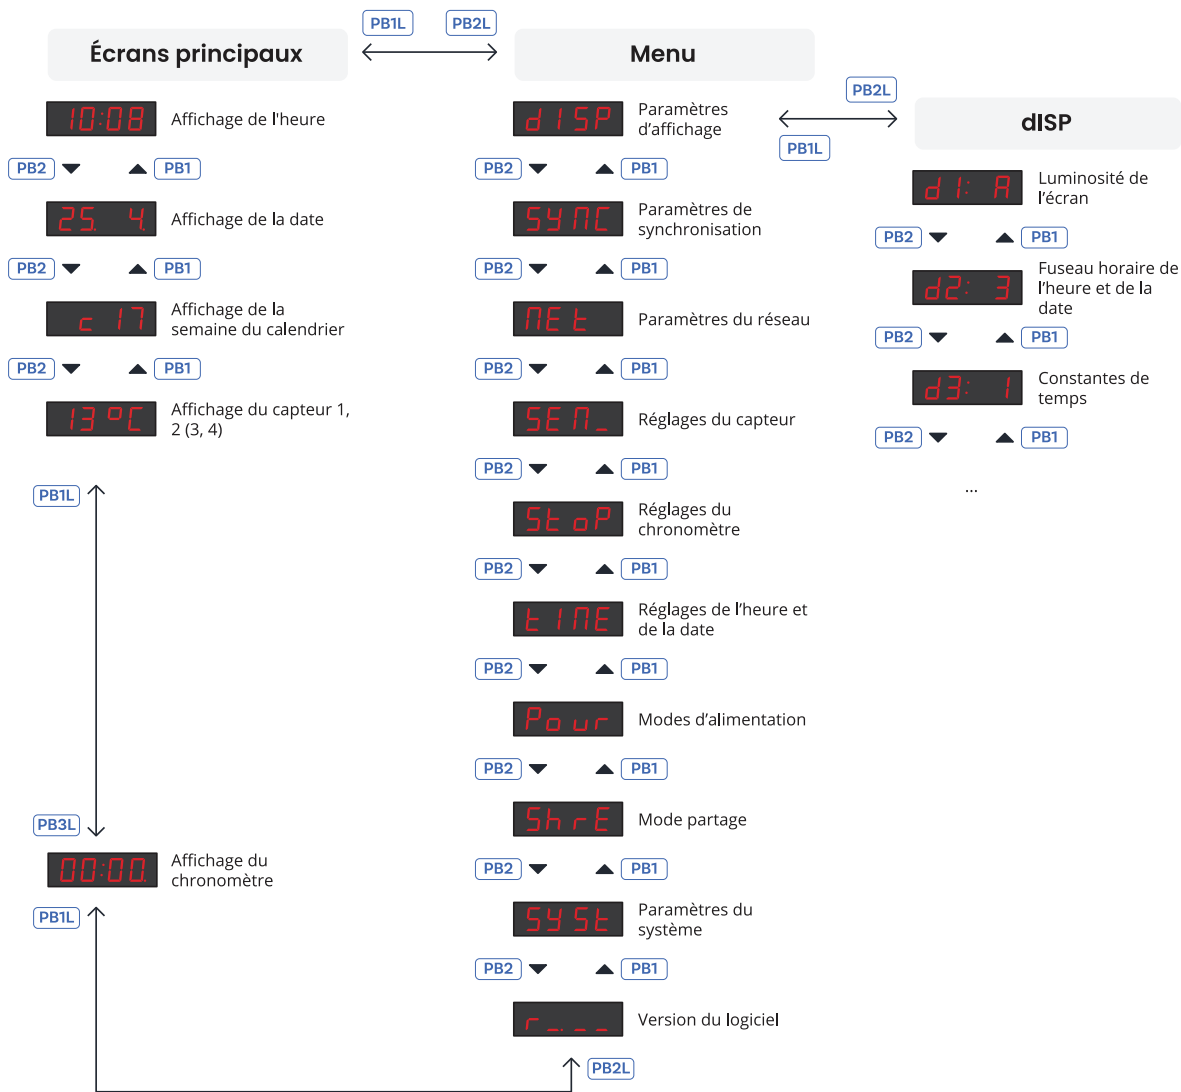 PB1L
PB2L
Écrans principaux
Menu
10:08
Affichage de l'heure
PB2
PB1
25. 4.
Affichage de la date
PB2
PB1
c 17
Affichage de la
semaine du calendrier
PB2
PB1
13 °C
Affichage du capteur 1,
2 (3, 4)
PB1L
PB3L
00:00.
Affichage du
chronomètre
PB1L
dISP
Paramètres
d’affichage
PB2
PB1
SYNC
Paramètres de
synchronisation
PB2
PB1
NEt
Paramètres du réseau
PB2
PB1
SEN_
Réglages du capteur
PB2
PB1
StoP
Réglages du
chronomètre
PB2
PB1
tIME
Réglages de l’heure et
de la date
PB2
PB1
Pour
Modes d’alimentation
PB2
PB1
ShrE
Mode partage
PB2
PB1
SYSt
Paramètres du
système
PB2
PB1
r _._ _
Version du logiciel
PB2L
PB2L
PB1L
dISP
d1: A
Luminosité de
l’écran
PB2
PB1
d2: 3
Fuseau horaire de
l’heure et de la
date
PB2
PB1
d3: 1
Constantes de
temps
PB2
PB1
...